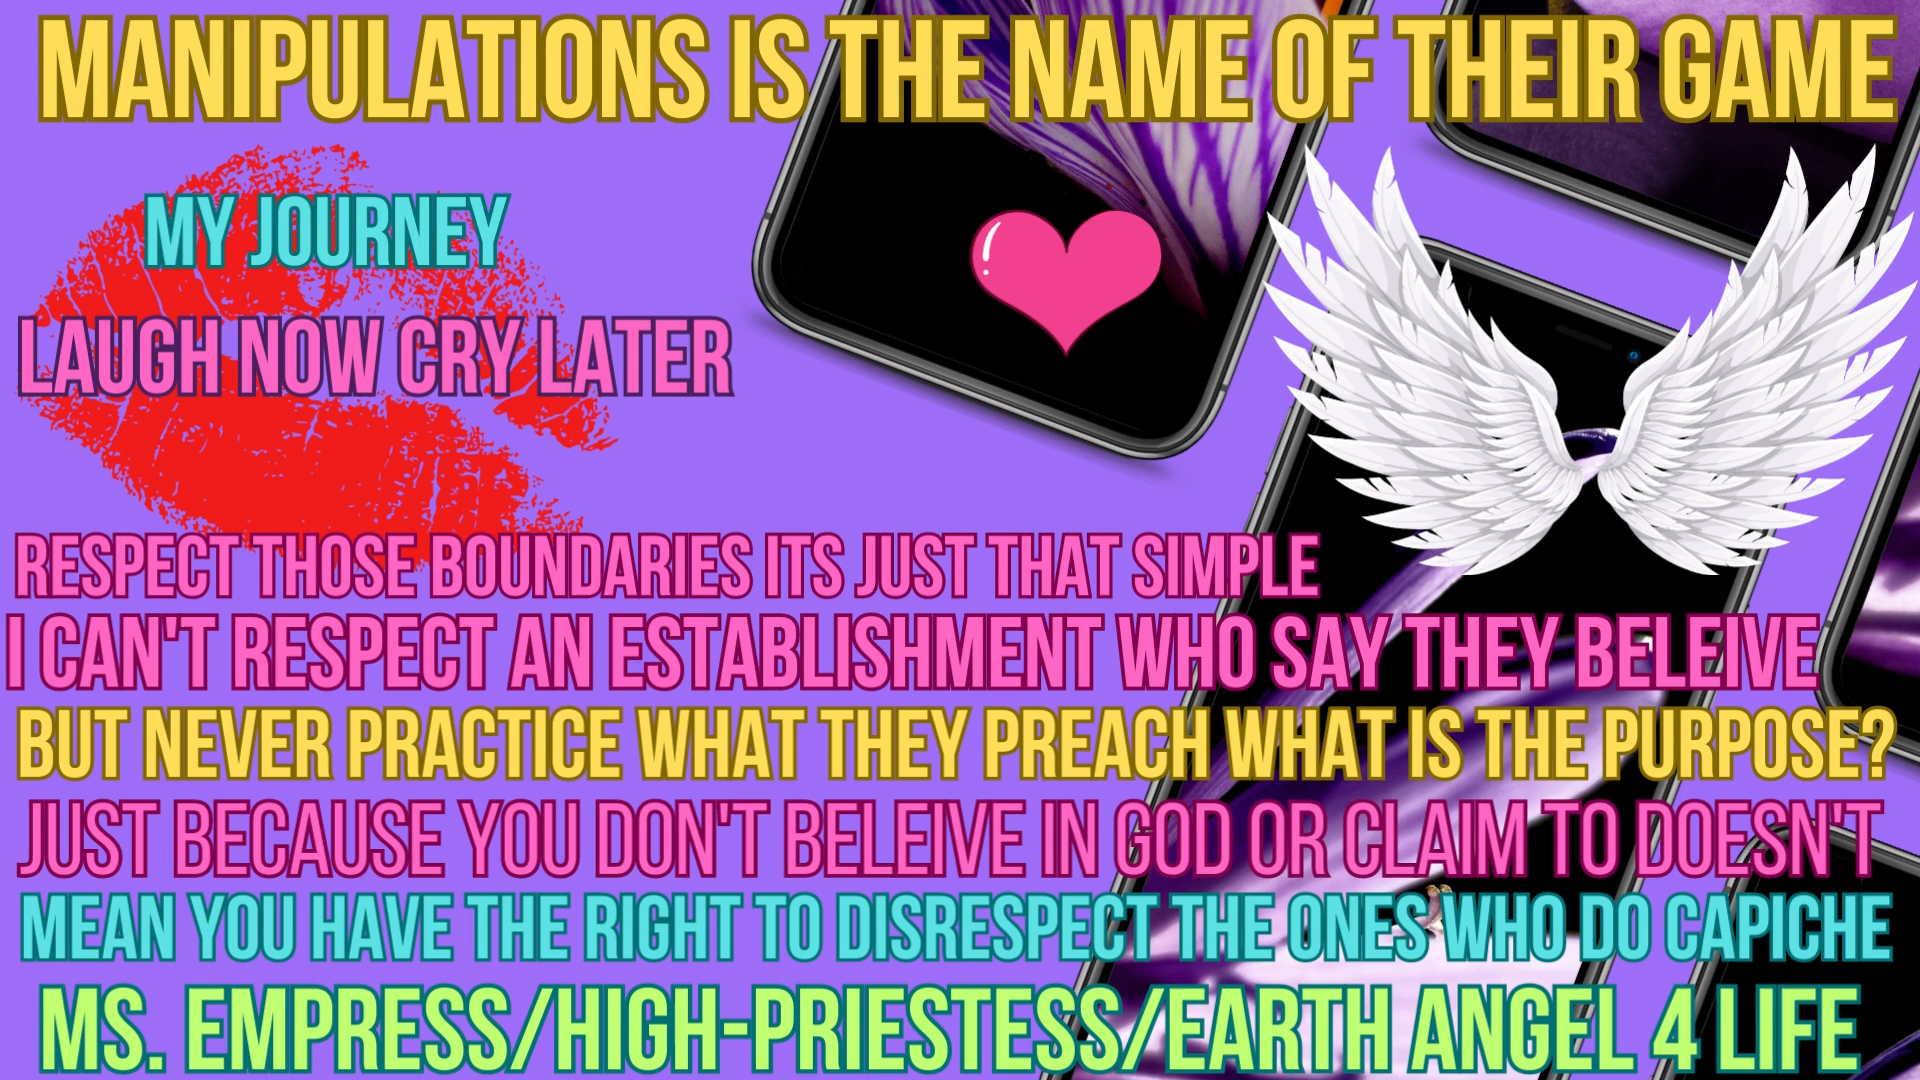 MANIPULATIONS IS THE NAME OF THEIR GAME
MY JOURNEY
LAUGH NOW CRY LATER
RESPECT THOSE BOUNDARIES ITS JUST THAT SIMPLE
I CAN'T RESPECT AN ESTABLISHMENT WHO SAY THEY BELEIVE
BUT NEVER PRACTICE WHAT THEY PREACH WHAT IS THE PURPOSE?
JUST BECAUSE YOU DON'T BELEIVE IN GOD OR CLAIM TO DOESN'T
MEAN YOU HAVE THE RIGHT TO DISRESPECT THE ONES WHO DO CAPICHE
MS. EMPRESS/HIGH-PRIESTESS/EARTH ANGEL 4 LIFE